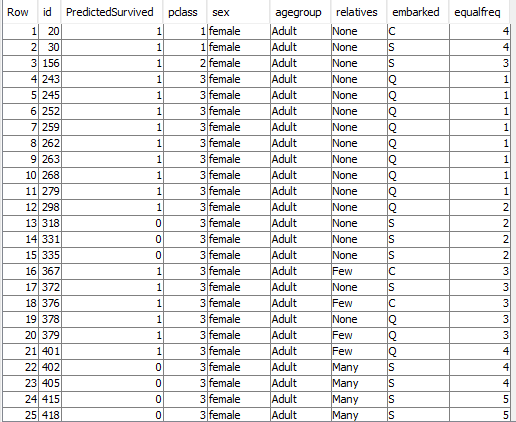 Row id PredictedSurvived pclass sex agegroup relatives embarked equalfreq
1 20 1 1 female Adult None C 4
2 30 1 1 female Adult None S 4
3 156 1 2 female Adult None S 3
4 243 1 3 female Adult None Q 1
5 245 1 3 female Adult None Q 1
6 252 1 3 female Adult None Q 1
7 259 1 3 female Adult None Q 1
8 262 1 3 female Adult None Q 1
9 263 1 3 female Adult None Q 1
10 268 1 3 female Adult None Q 1
11 279 1 3 female Adult None Q 1
12 298 1 3 female Adult None Q 2
13 318 0 3 female Adult None S 2
14 331 0 3 female Adult None S 2
15 335 0 3 female Adult None S 2
16 367 1 3 female Adult Few C 3
17 372 1 3 female Adult None S 3
18 376 1 3 female Adult Few C 3
19 378 1 3 female Adult None Q 3
20 379 1 3 female Adult Few Q 3
21 401 1 3 female Adult Few Q 4
22 402 0 3 female Adult Many S 4
23 405 0 3 female Adult Many S 4
24 415 0 3 female Adult Many S 5
25 418 0 3 female Adult Many S 5